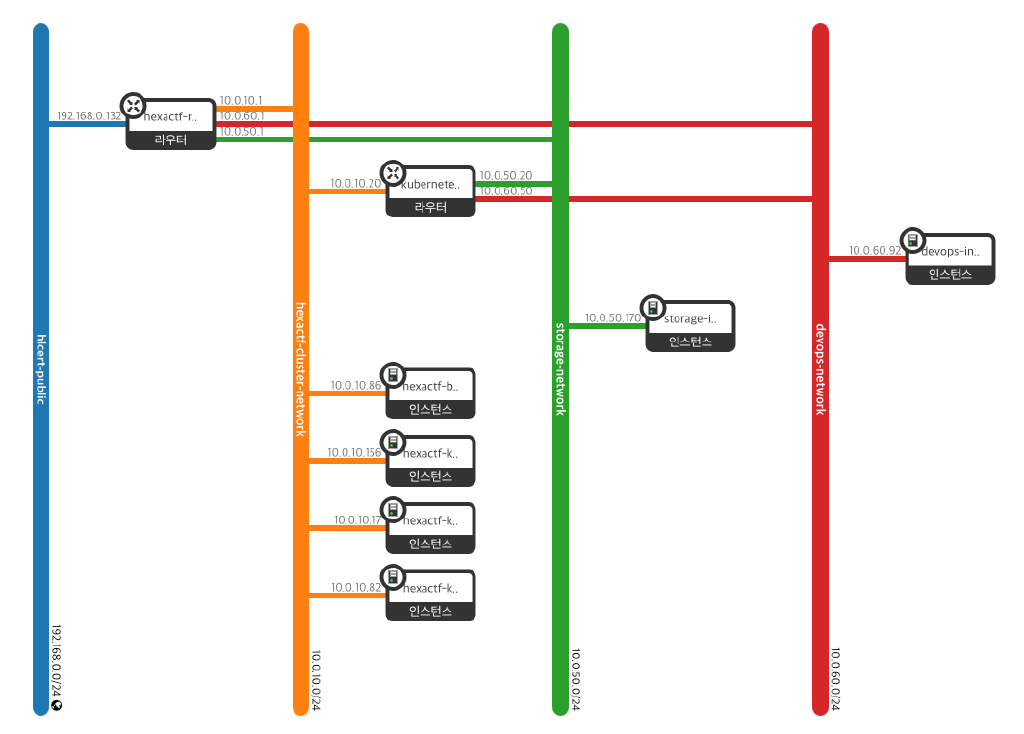 192.168.0.132
hexactf-r..
라우터
10.0.10.1
10.0.60.1
10.0.50.1
10.0.10.20
kubernete..
라우터
10.0.50.20
10.0.60.50
10.0.60.92
devops-in..
인스턴스
10.0.50.170
storage-i..
인스턴스
hlcert-public
hexactf-cluster-network
storage-network
devops-network
10.0.10.86
hexactf-b..
인스턴스
10.0.10.156
hexactf-k..
인스턴스
10.0.10.17
hexactf-k..
인스턴스
10.0.10.82
hexactf-k..
인스턴스
192.168.0.0/24
10.0.10.0/24
10.0.50.0/24
10.0.60.0/24